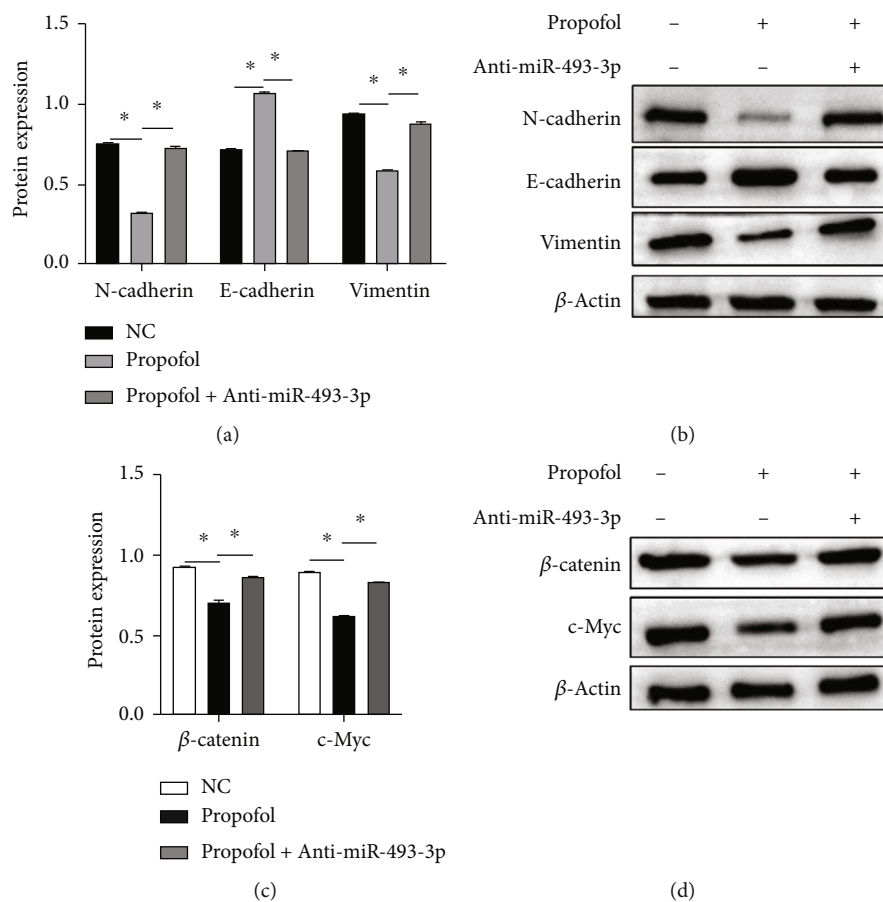 1.5
1.0
0.5
0.0
Protein expression
* * * * * *
N-cadherin E-cadherin Vimentin
NC
Propofol
Propofol + Anti-miR-493-3p
(a)
Propofol – + +
Anti-miR-493-3p – – +
N-cadherin
E-cadherin
Vimentin
β-Actin
(b)
1.5
1.0
0.5
0.0
Protein expression
* * * *
β-catenin c-Myc
NC
Propofol
Propofol + Anti-miR-493-3p
(c)
Propofol – + +
Anti-miR-493-3p – – +
β-catenin
c-Myc
β-Actin
(d)